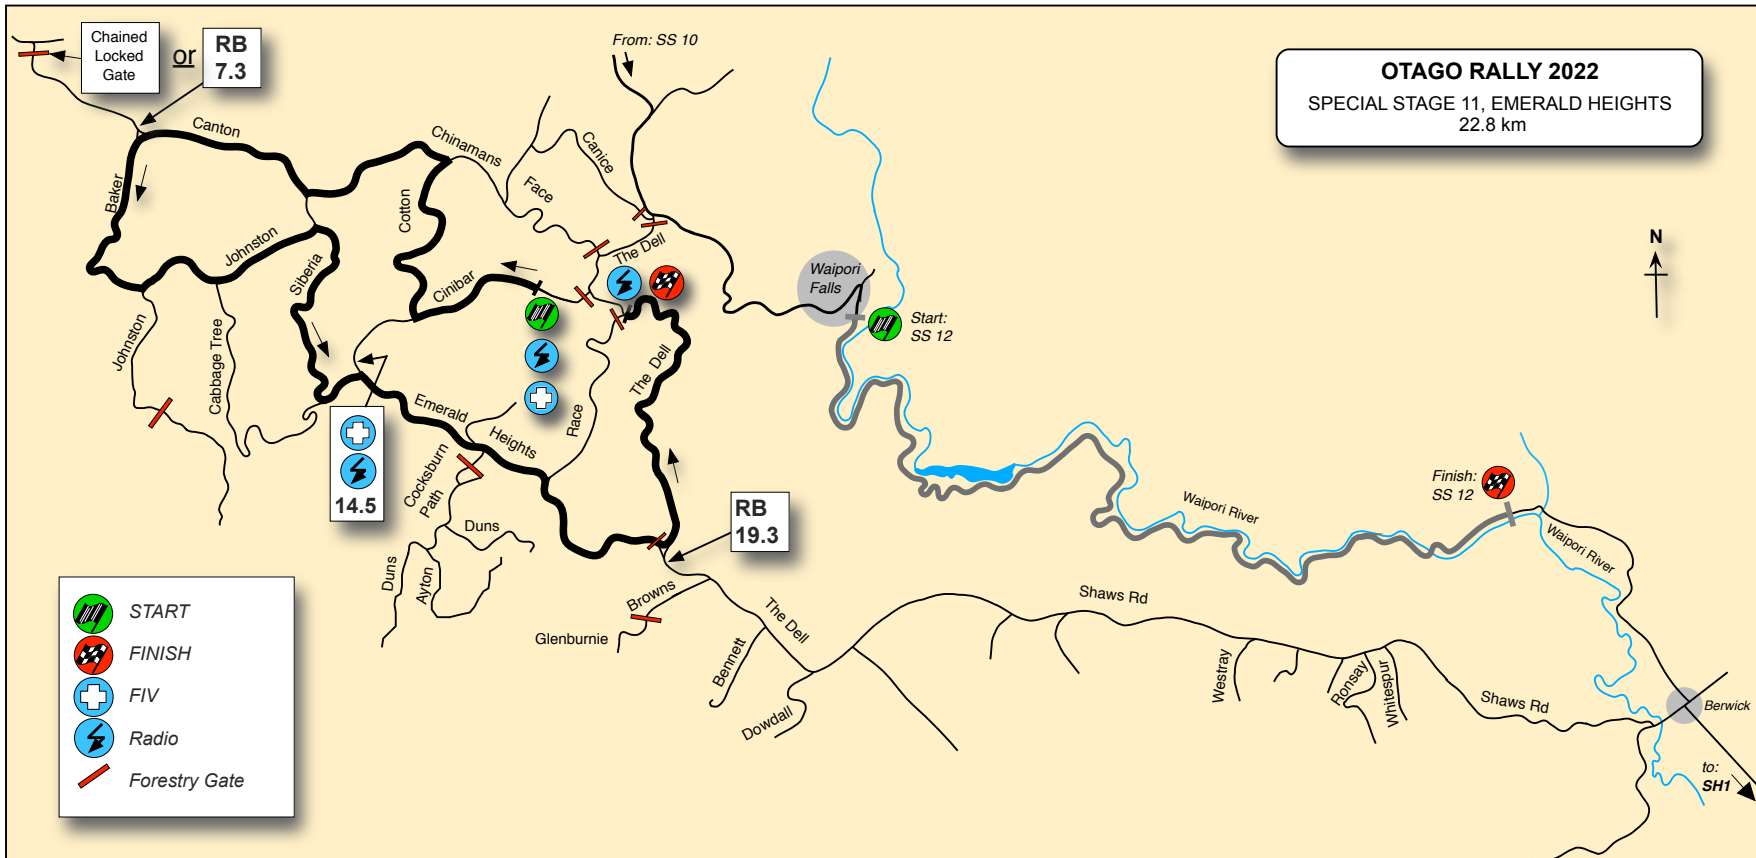 Chained
Locked
Gate
or
RB
7.3
From: SS 10
OTAGO RALLY 2022
SPECIAL STAGE 11, EMERALD HEIGHTS
22.8 km
Canton
Chinamans
Face
Canice
Baker
Cotton
Johnston
Siberia
Cinibar
The Dell
Waipori
Falls
Start:
SS 12
N
Johnston
Cabbage Tree
The Dell
Race
Emerald
Heights
14.5
Cocksburn
Path
Duns
Duns
Ayton
RB
19.3
Browns
Glenburnie
The Dell
Bennett
Dowdall
Waipori River
Finish:
SS 12
Waipori River
Shaws Rd
Westray
Ronsay
Whitespur
Shaws Rd
Berwick
to:
SH1
START
FINISH
FIV
Radio
Forestry Gate